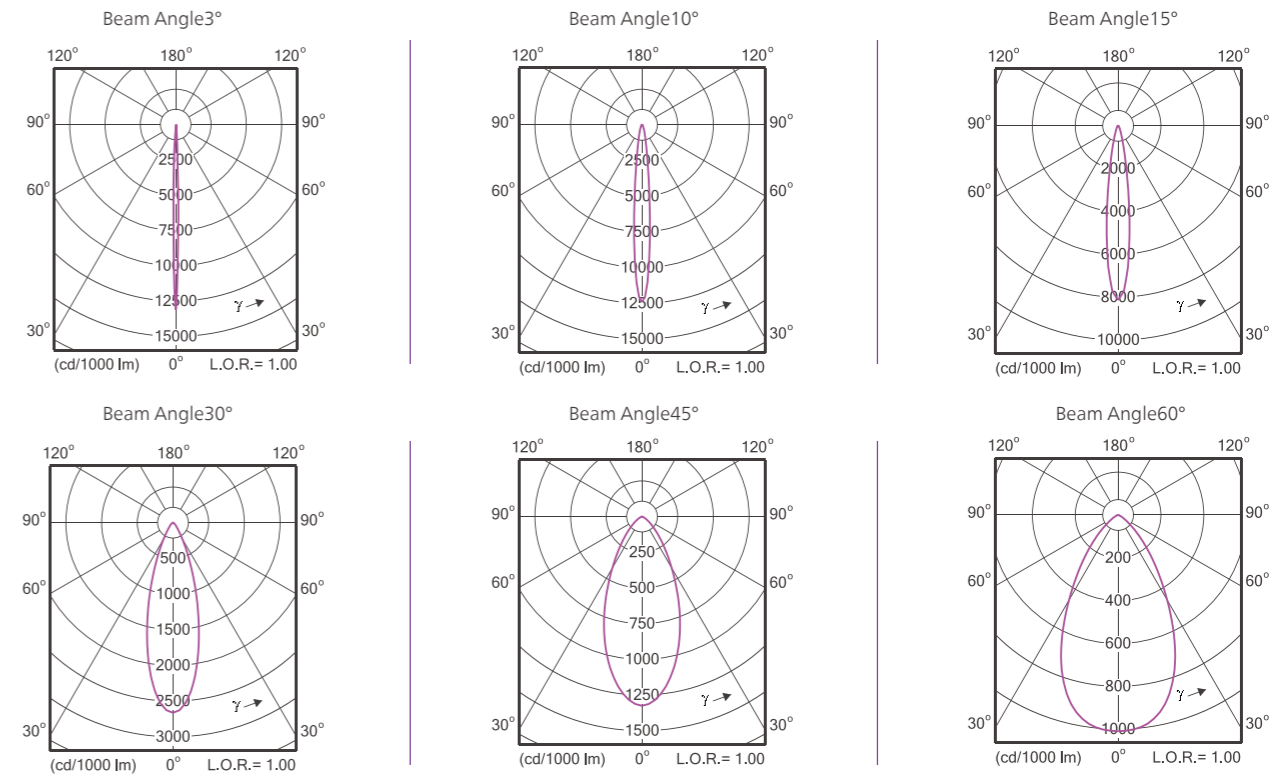 Beam Angle3°
120° 180° 120°
90° 90°
2500
60° 5000 60°
7500
10000
12500 γ
30° 15000 30°
(cd/1000 lm) 0° L.O.R.= 1.00
Beam Angle10°
120° 180° 120°
90° 90°
2500
60° 5000 60°
7500
10000
12500 γ
30° 15000 30°
(cd/1000 lm) 0° L.O.R.= 1.00
Beam Angle15°
120° 180° 120°
90° 90°
2000
60° 60°
4000
6000
8000 γ
30° 10000 30°
(cd/1000 lm) 0° L.O.R.= 1.00
Beam Angle30°
120° 180° 120°
90° 90°
500
60° 1000 60°
1500
2000
2500 γ
30° 3000 30°
(cd/1000 lm) 0° L.O.R.= 1.00
Beam Angle45°
120° 180° 120°
90° 90°
250
60° 500 60°
750
1000
1250 γ
30° 1500 30°
(cd/1000 lm) 0° L.O.R.= 1.00
Beam Angle60°
120° 180° 120°
90° 90°
200
60° 60°
400
600
800 γ
30° 1000 30°
(cd/1000 lm) 0° L.O.R.= 1.00